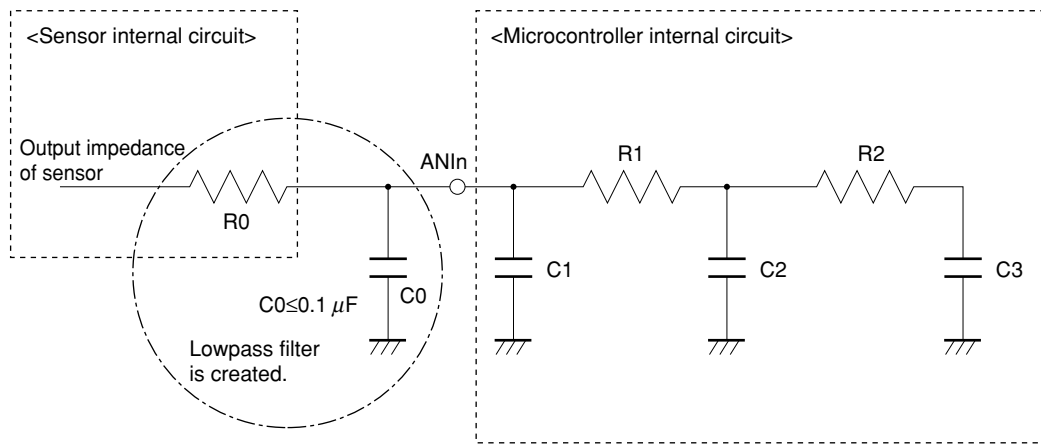 <Sensor internal circuit>
<Microcontroller internal circuit>
Output impedance
of sensor
R0
ANIn
R1
R2
C0
C1
C2
C3
C0≤0.1 μF
Lowpass filter
is created.